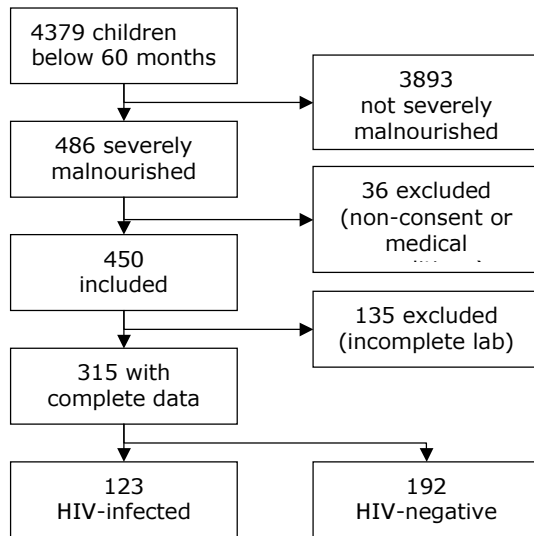 4379 children
below 60 months
3893
not severely
malnourished
486 severely
malnourished
36 excluded
(non-consent or
medical
450
included
135 excluded
(incomplete lab)
315 with
complete data
123
HIV-infected
192
HIV-negative